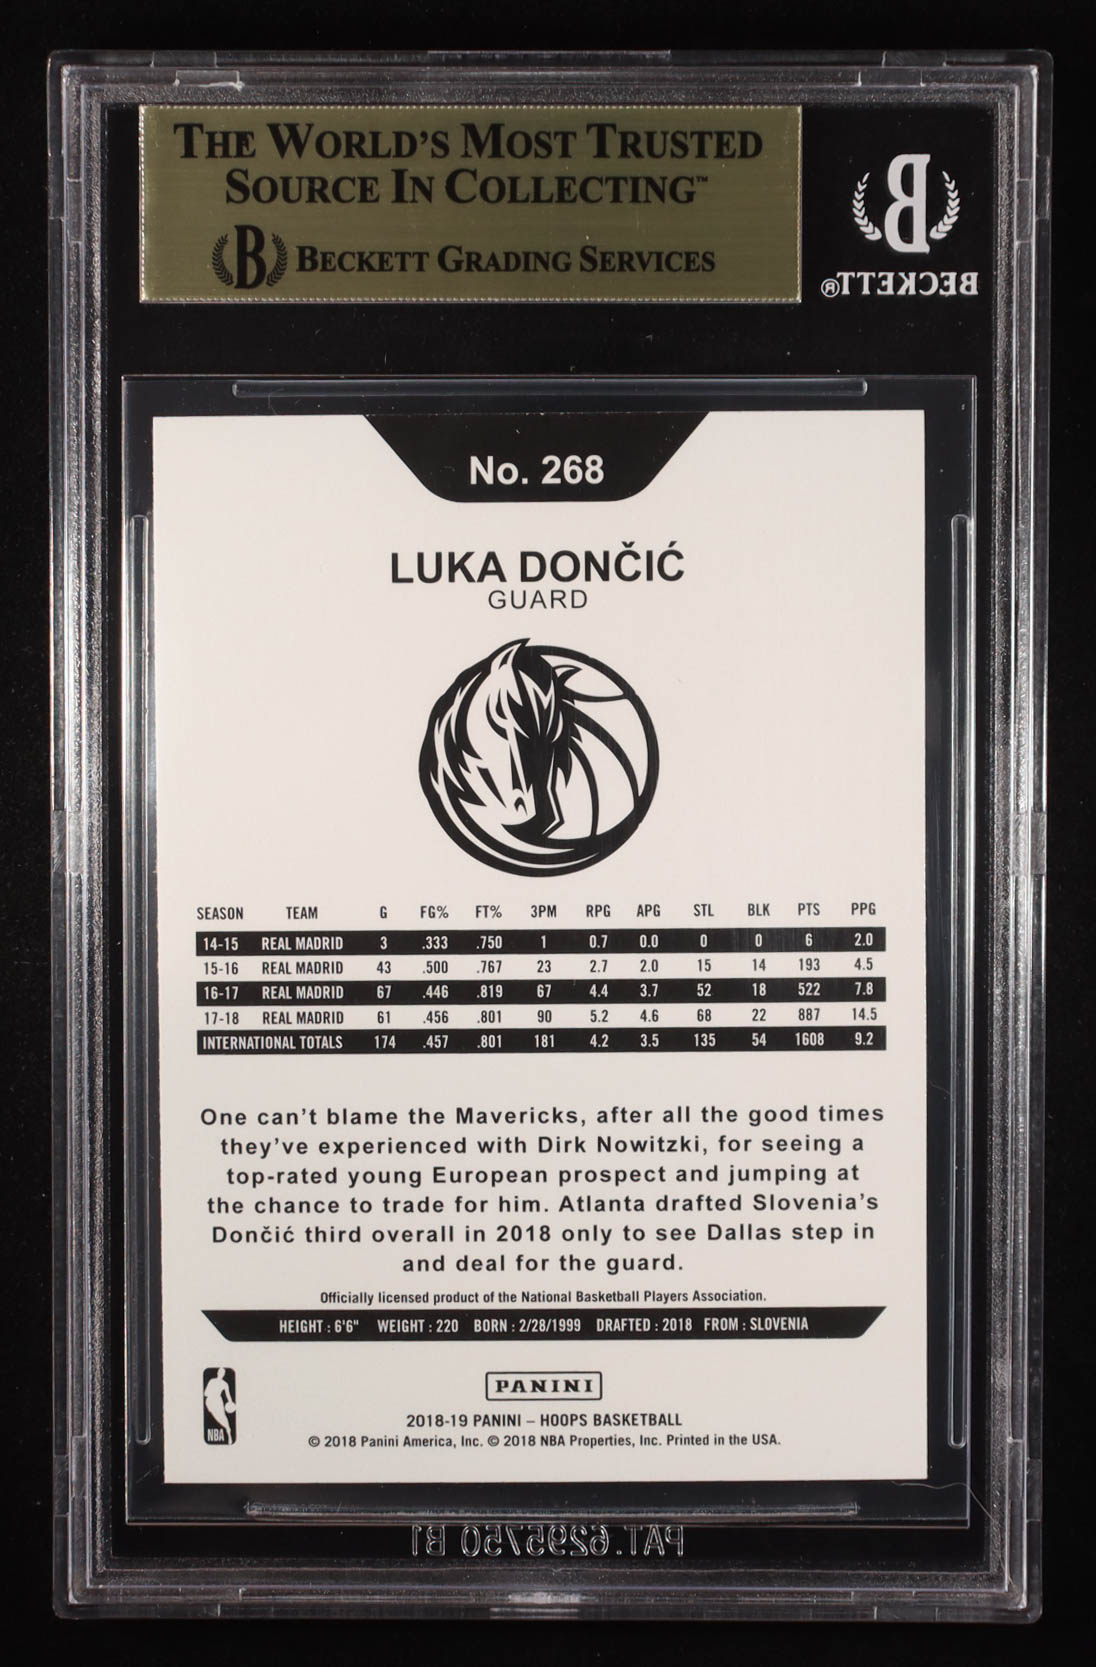 THE WORLD'S MOST TRUSTED
SOURCE IN COLLECTING™
B BECKETT GRADING SERVICES
B
BECKETT®
No. 268
LUKA DONČIĆ
GUARD
SEASON TEAM G FG% FT% 3PM RPG APG STL BLK PTS PPG
14-15 REAL MADRID 3 .333 .750 1 0.7 0.0 0 0 6 2.0
15-16 REAL MADRID 43 .500 .767 23 2.7 2.0 15 14 193 4.5
16-17 REAL MADRID 67 .446 .819 67 4.4 3.7 52 18 522 7.8
17-18 REAL MADRID 61 .456 .801 90 5.2 4.6 68 22 887 14.5
INTERNATIONAL TOTALS 174 .457 .801 181 4.2 3.5 135 54 1608 9.2
One can't blame the Mavericks, after all the good times
they've experienced with Dirk Nowitzki, for seeing a
top-rated young European prospect and jumping at
the chance to trade for him. Atlanta drafted Slovenia's
Dončić third overall in 2018 only to see Dallas step in
and deal for the guard.
Officially licensed product of the National Basketball Players Association.
HEIGHT : 6'6" WEIGHT : 220 BORN : 2/28/1999 DRAFTED : 2018 FROM : SLOVENIA
NBA
PANINI
2018-19 PANINI – HOOPS BASKETBALL
© 2018 Panini America, Inc. © 2018 NBA Properties, Inc. Printed in the USA.
PAT.6295750 B1